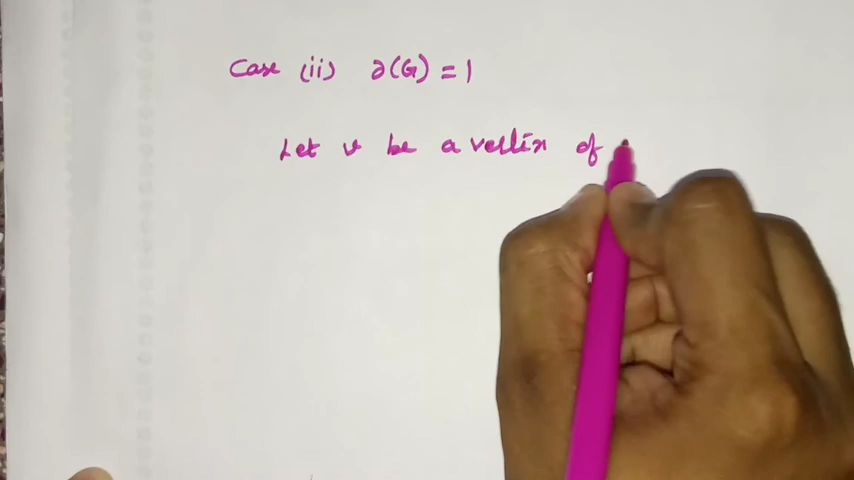 Case (ii) ∂(G) = 1
Let v be a vertex of